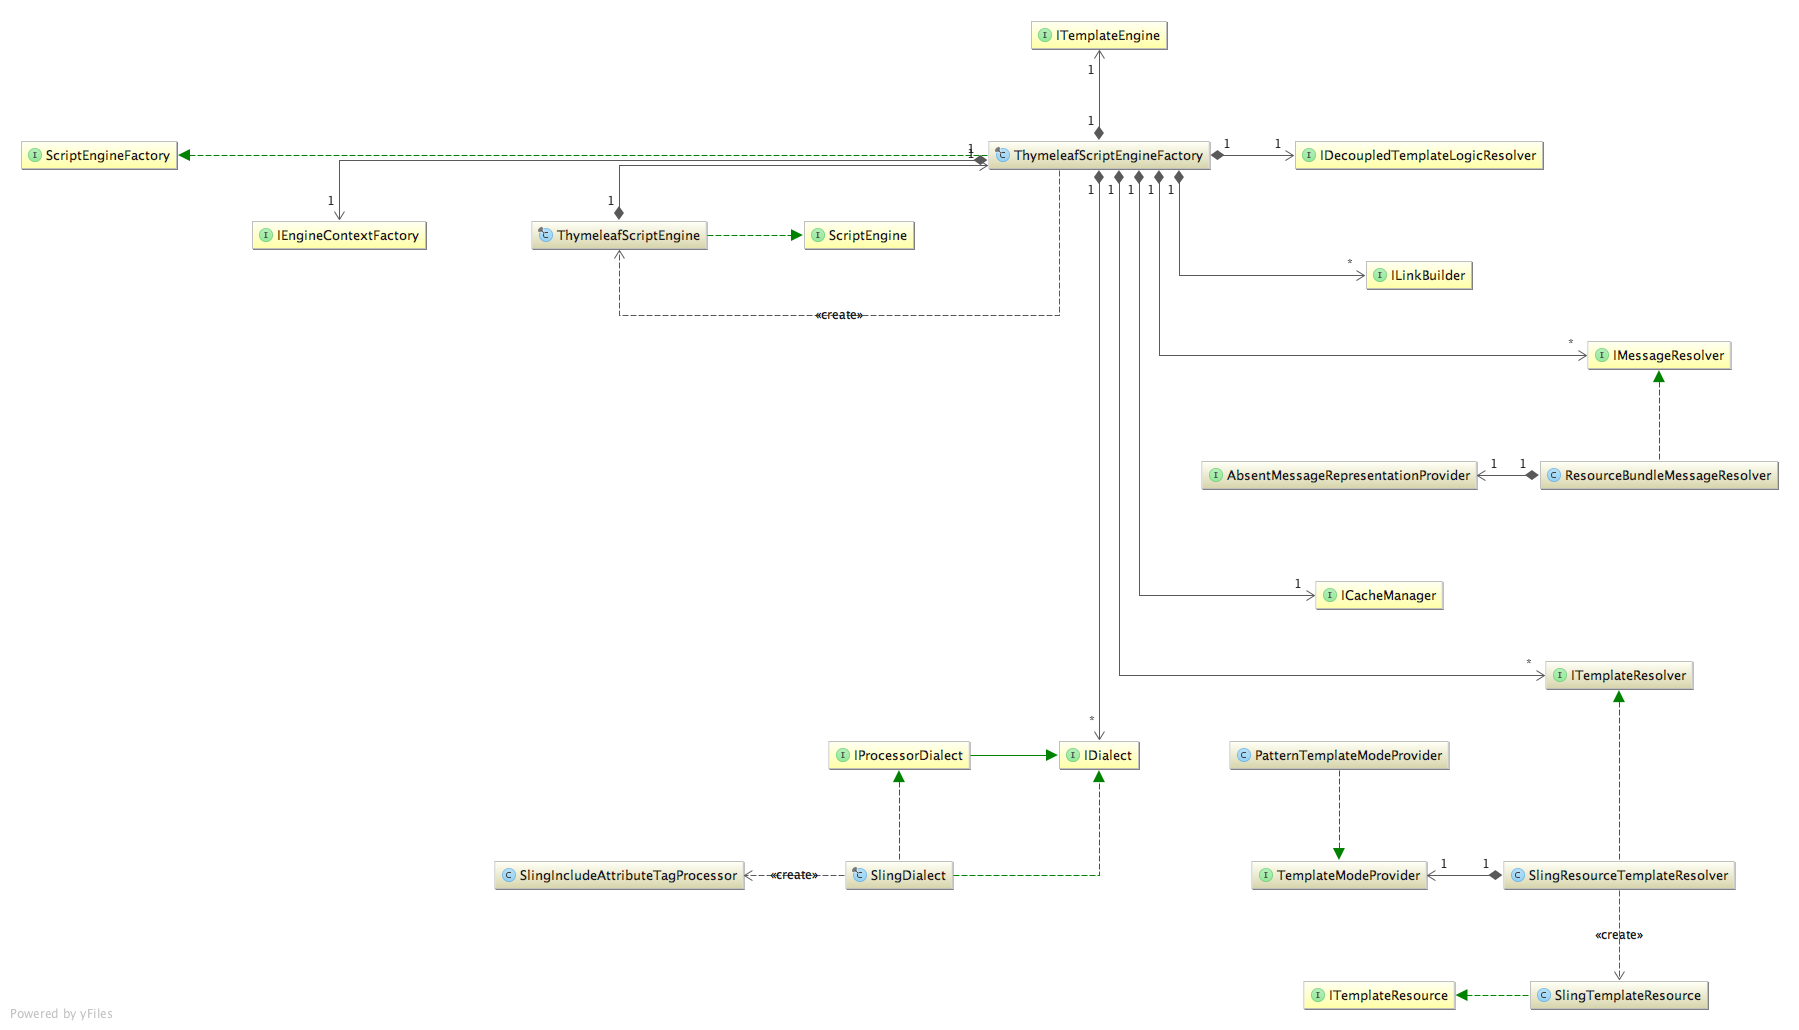 I ITemplateEngine
1
1
I ScriptEngineFactory
1
1
C ThymeleafScriptEngineFactory
1
1
I IDecoupledTemplateLogicResolver
1
1
1
1
1
1
1
I IEngineContextFactory
C ThymeleafScriptEngine
I ScriptEngine
*
I ILinkBuilder
«create»
*
I IMessageResolver
I AbsentMessageRepresentationProvider
1
1
C ResourceBundleMessageResolver
1
I ICacheManager
*
I ITemplateResolver
*
I IProcessorDialect
I IDialect
C PatternTemplateModeProvider
C SlingIncludeAttributeTagProcessor
«create»
C SlingDialect
I TemplateModeProvider
1
1
C SlingResourceTemplateResolver
«create»
I ITemplateResource
C SlingTemplateResource
Powered by yFiles